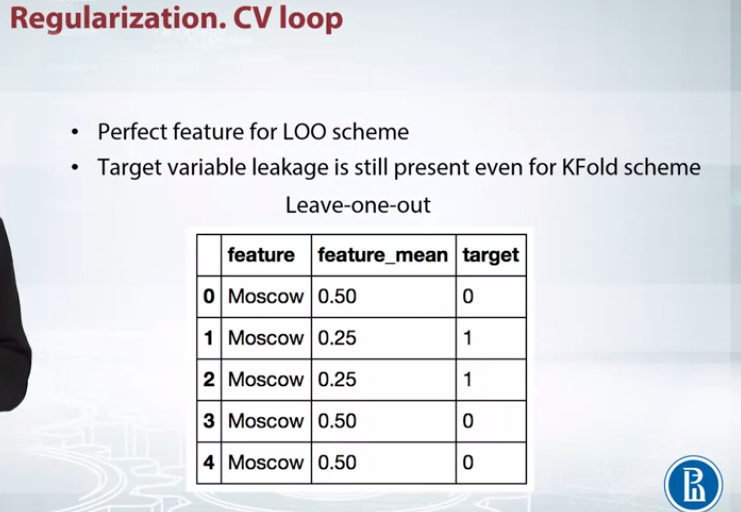 Regularization. CV loop
• Perfect feature for LOO scheme
• Target variable leakage is still present even for KFold scheme
Leave-one-out
feature feature_mean target
0 Moscow 0.50 0
1 Moscow 0.25 1
2 Moscow 0.25 1
3 Moscow 0.50 0
4 Moscow 0.50 0